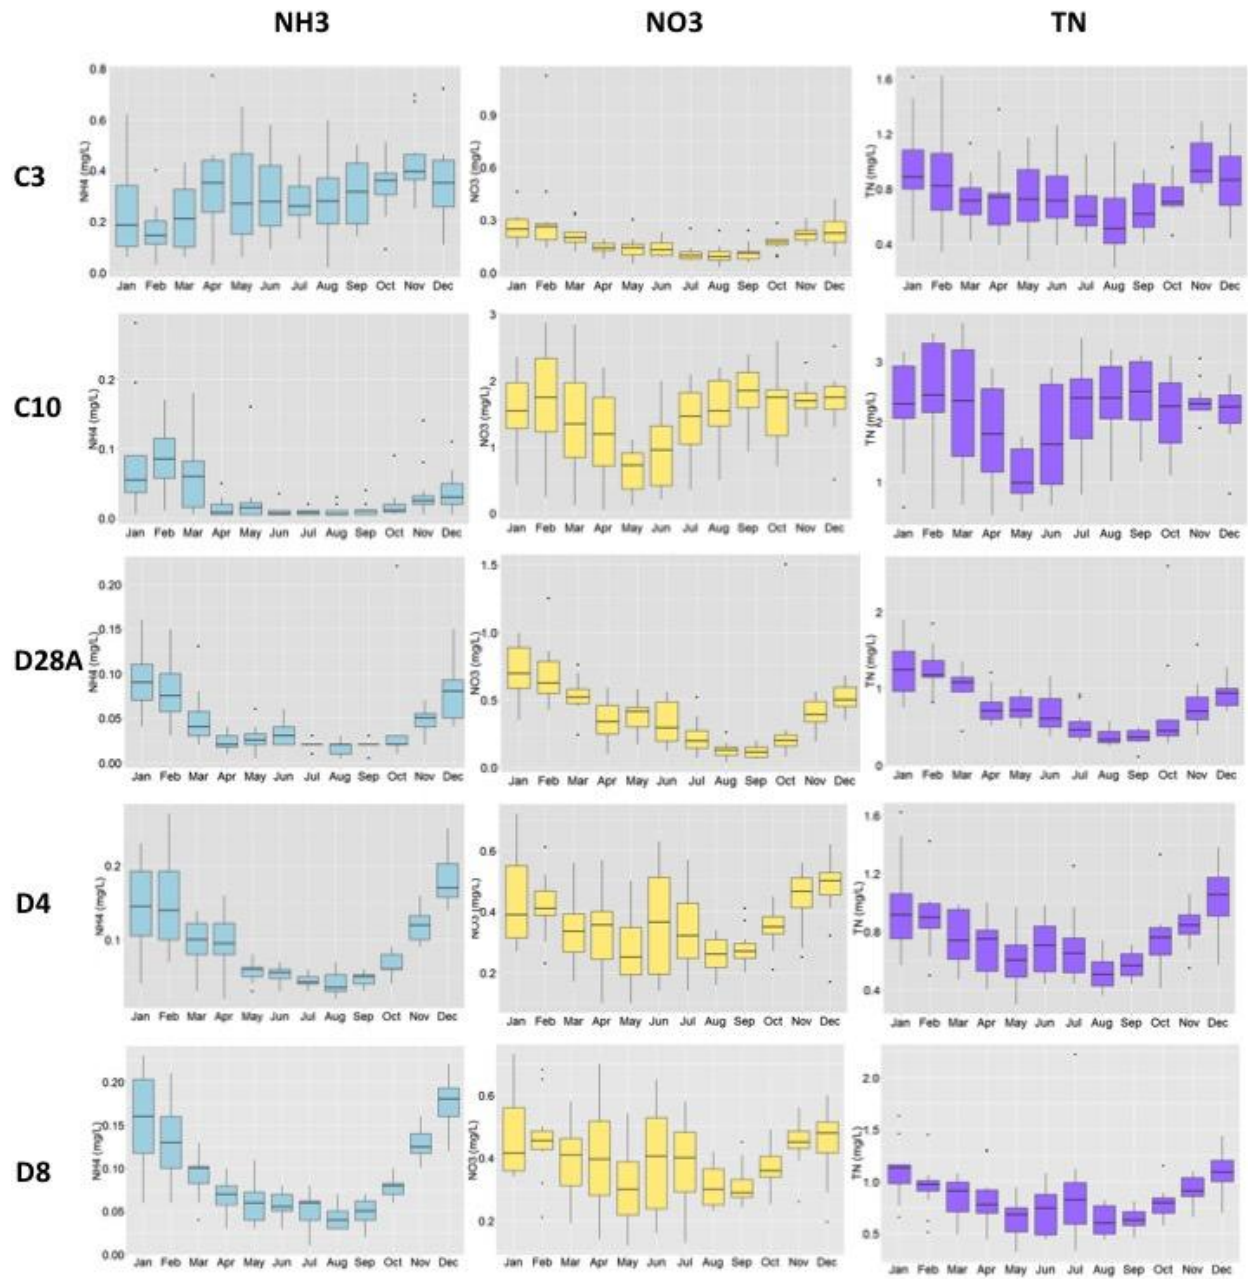 NH3 NO3 TN
C3
NH4 (mg/L)
0.8
0.6
0.4
0.2
0.0
Jan Feb Mar Apr May Jun Jul Aug Sep Oct Nov Dec
NO3 (mg/L)
0.9
0.6
0.3
0.0
Jan Feb Mar Apr May Jun Jul Aug Sep Oct Nov Dec
TN (mg/L)
1.6
1.2
0.8
0.4
Jan Feb Mar Apr May Jun Jul Aug Sep Oct Nov Dec
C10
NH4 (mg/L)
0.2
0.1
0.0
Jan Feb Mar Apr May Jun Jul Aug Sep Oct Nov Dec
NO3 (mg/L)
3
2
1
0
Jan Feb Mar Apr May Jun Jul Aug Sep Oct Nov Dec
TN (mg/L)
3
2
1
Jan Feb Mar Apr May Jun Jul Aug Sep Oct Nov Dec
D28A
NH4 (mg/L)
0.20
0.15
0.10
0.05
0.00
Jan Feb Mar Apr May Jun Jul Aug Sep Oct Nov Dec
NO3 (mg/L)
1.5
1.0
0.5
0.0
Jan Feb Mar Apr May Jun Jul Aug Sep Oct Nov Dec
TN (mg/L)
2
1
0
Jan Feb Mar Apr May Jun Jul Aug Sep Oct Nov Dec
D4
NH4 (mg/L)
0.2
0.1
Jan Feb Mar Apr May Jun Jul Aug Sep Oct Nov Dec
NO3 (mg/L)
0.6
0.4
0.2
Jan Feb Mar Apr May Jun Jul Aug Sep Oct Nov Dec
TN (mg/L)
1.6
1.2
0.8
0.4
Jan Feb Mar Apr May Jun Jul Aug Sep Oct Nov Dec
D8
NH4 (mg/L)
0.20
0.15
0.10
0.05
0.00
Jan Feb Mar Apr May Jun Jul Aug Sep Oct Nov Dec
NO3 (mg/L)
0.6
0.4
0.2
Jan Feb Mar Apr May Jun Jul Aug Sep Oct Nov Dec
TN (mg/L)
2.0
1.5
1.0
0.5
Jan Feb Mar Apr May Jun Jul Aug Sep Oct Nov Dec